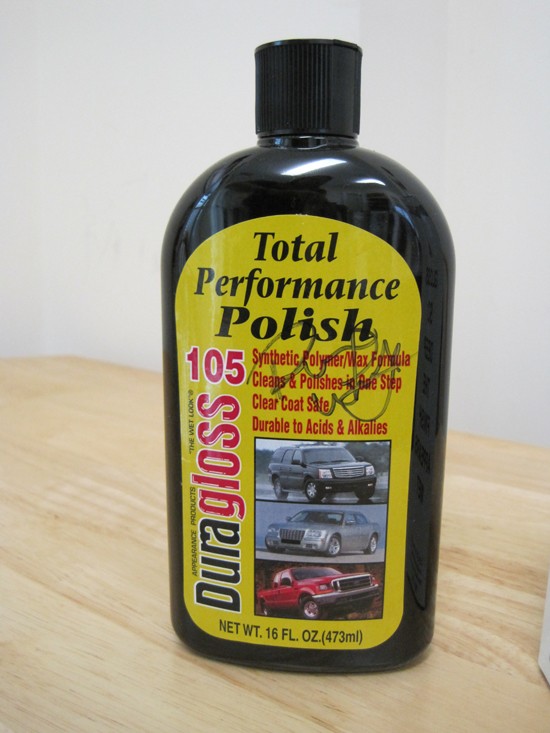 Total
Performance
Polish
105
Synthetic Polymer/Wax Formula
Cleans & Polishes in One Step
Clear Coat Safe
Durable to Acids & Alkalies
Duragloss
APPEARANCE PRODUCTS "THE WET LOOK"®
NET WT. 16 FL. OZ.(473ml)